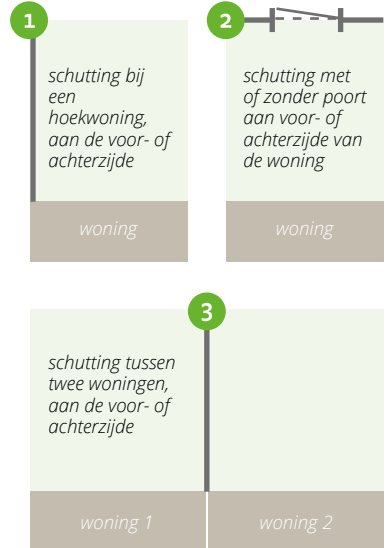 1
schutting bij
een
hoekwoning,
aan de voor- of
achterzijde
woning
2
schutting met
of zonder poort
aan voor- of
achterzijde van
de woning
woning
3
schutting tussen
twee woningen,
aan de voor- of
achterzijde
woning 1
woning 2